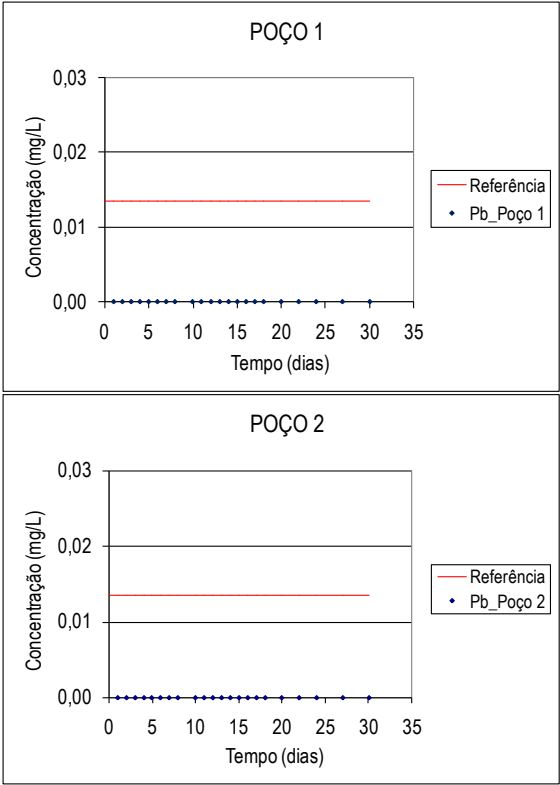 POÇO 1
0,03
0,02
0,01
0,00
Concentração (mg/L)
0 5 10 15 20 25 30 35
Tempo (dias)
Referência
Pb_Poço 1
POÇO 2
0,03
0,02
0,01
0,00
Concentração (mg/L)
0 5 10 15 20 25 30 35
Tempo (dias)
Referência
Pb_Poço 2